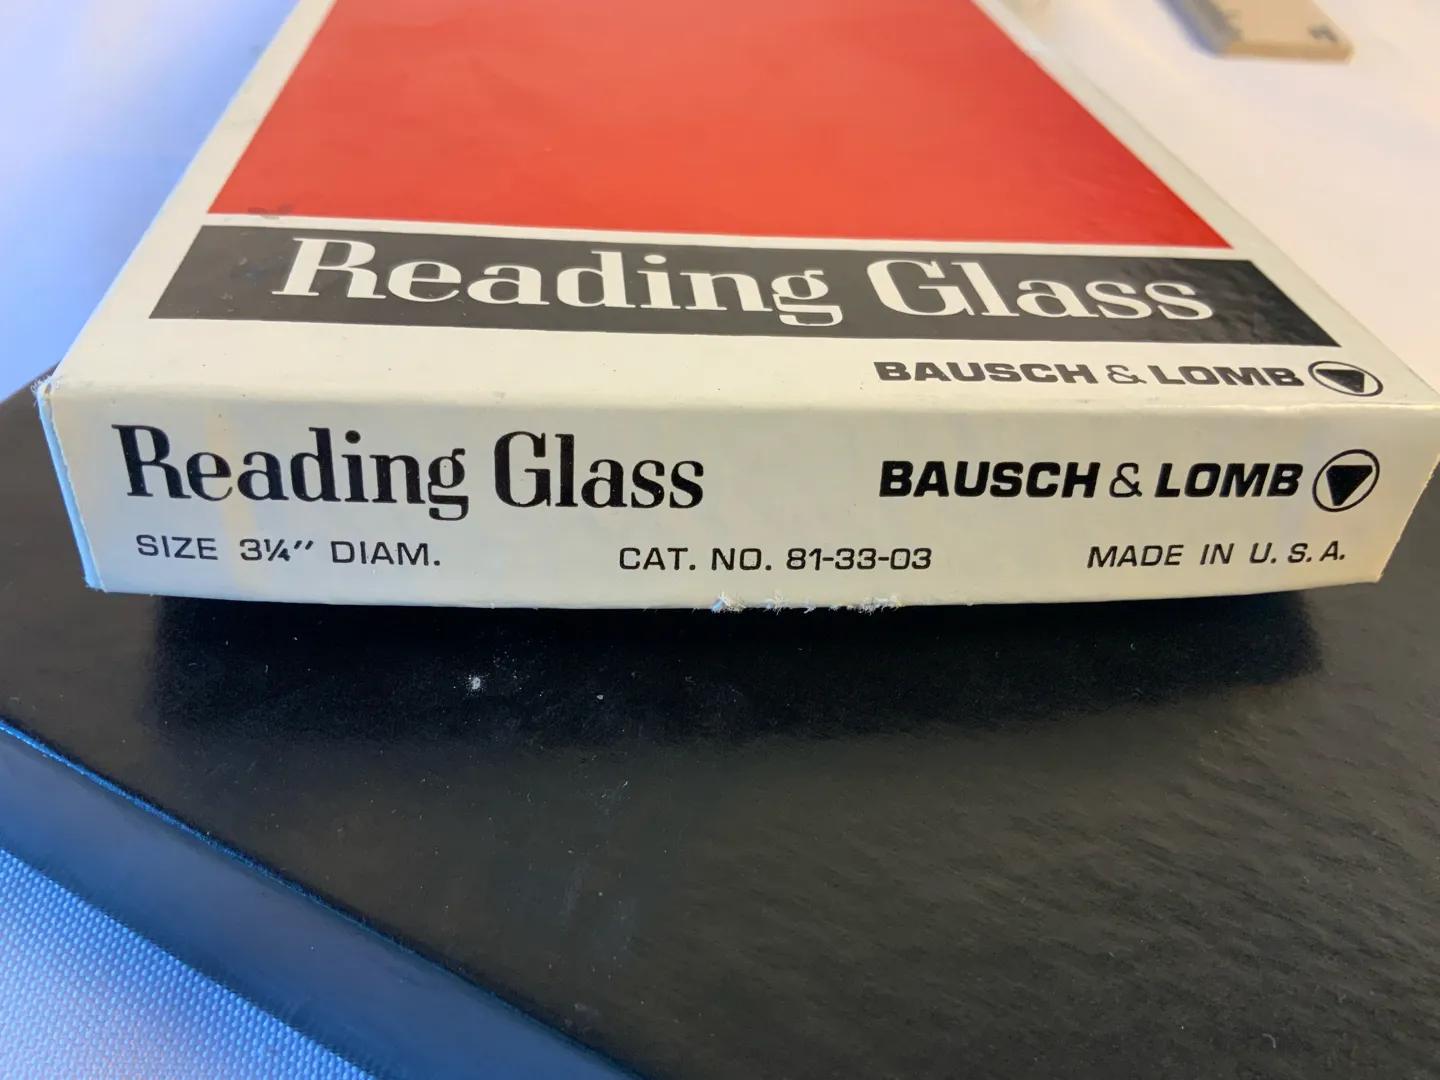 Reading Glass
BAUSCH & LOMB
Reading Glass BAUSCH & LOMB
SIZE 3¼" DIAM. CAT. NO. 81-33-03 MADE IN U.S.A.